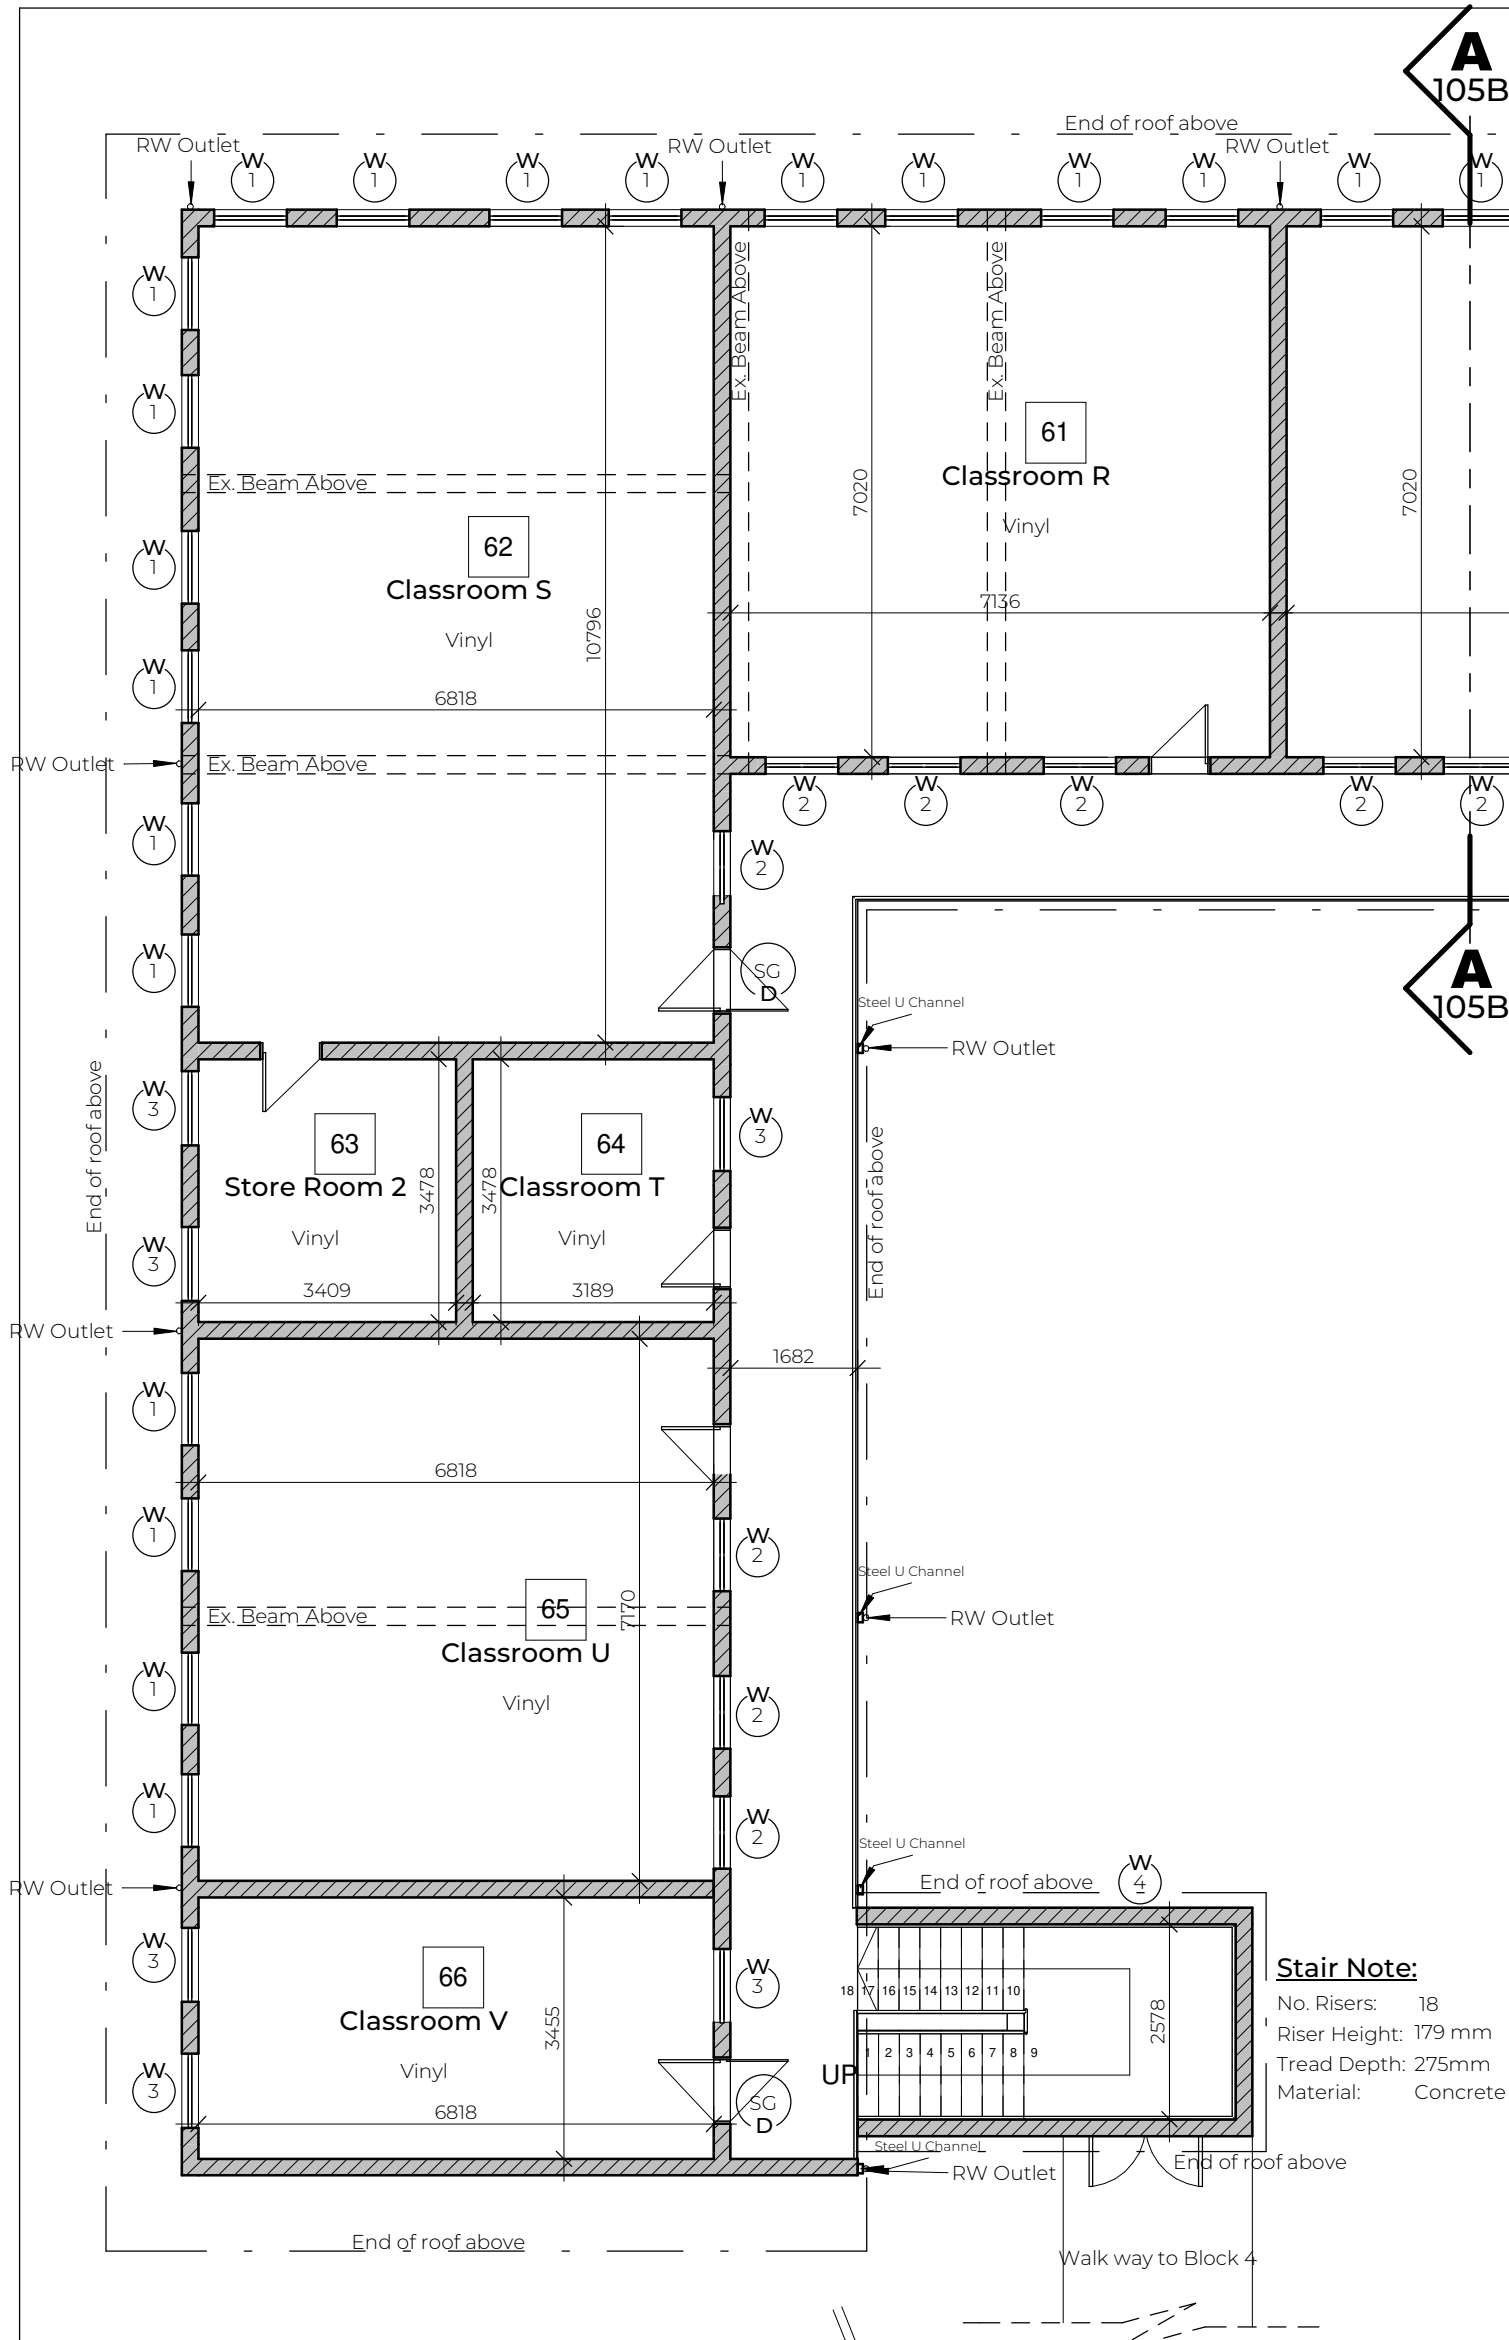 A
105B
End of roof above
RW Outlet
RW Outlet
RW Outlet
W
1
W
1
W
1
W
1
W
1
W
1
W
1
W
1
W
1
W
1
W
1
Ex. Beam Above
Ex. Beam Above
W
1
61
Classroom R
Vinyl
7020
7020
7136
Ex. Beam Above
62
Classroom S
Vinyl
10796
6818
W
1
W
1
RW Outlet
Ex. Beam Above
W
2
W
2
W
2
W
2
W
2
W
1
W
2
W
1
SG
D
A
105B
Steel U Channel
RW Outlet
End of roof above
W
3
W
3
63
Store Room 2
Vinyl
3478
3409
64
Classroom T
Vinyl
3478
3189
End of roof above
W
3
RW Outlet
1682
W
1
6818
W
1
W
2
Steel U Channel
RW Outlet
Ex. Beam Above
65
7170
Classroom U
Vinyl
W
1
W
2
W
1
W
2
Steel U Channel
End of roof above
W
4
RW Outlet
W
3
66
Classroom V
Vinyl
3455
6818
W
3
W
3
18 17 16 15 14 13 12 11 10
1 2 3 4 5 6 7 8 9
UP
2578
Stair Note:
No. Risers: 18
Riser Height: 179 mm
Tread Depth: 275mm
Material: Concrete
SG
D
Steel U Channel
RW Outlet
End of roof above
End of roof above
Walk way to Block 4